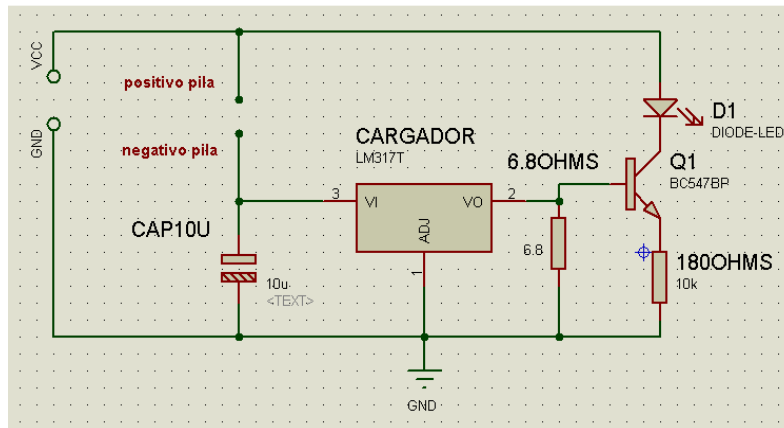 VCC
GND
positivo pila
negativo pila
CAP10U
10u
<TEXT>
CARGADOR
LM317T
3
VI
VO
2
ADJ
1
6.8OHMS
6.8
D1
DIODE-LED
Q1
BC547BP
180OHMS
10k
GND